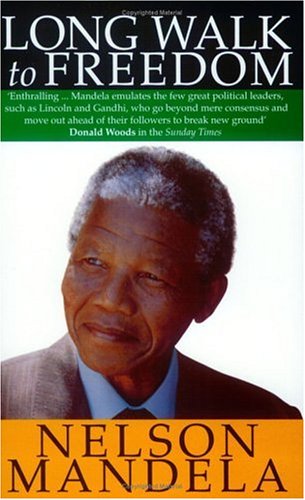 LONG WALK
to FREEDOM
'Enthralling ... Mandela emulates the few great political leaders,
such as Lincoln and Gandhi, who go beyond mere consensus and
move out ahead of their followers to break new ground'
Donald Woods in the Sunday Times
NELSON
MANDELA